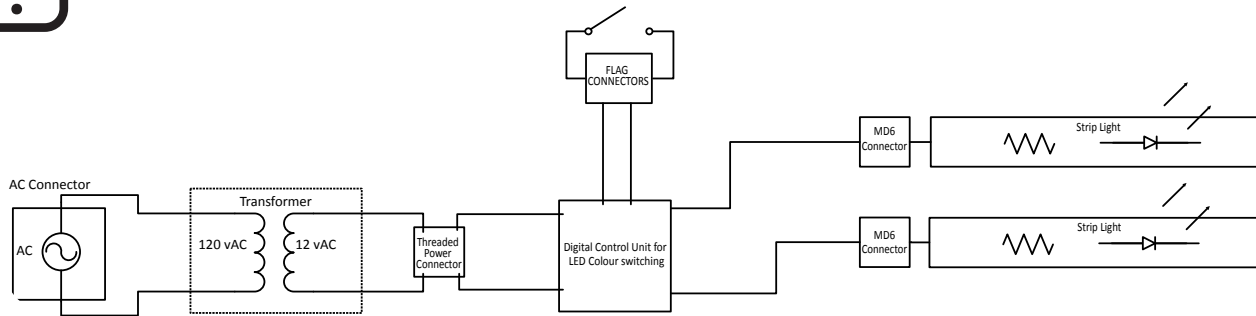 FLAG
CONNECTORS
MD6
Connector
Strip Light
AC Connector
Transformer
AC
120 vAC
12 vAC
Threaded
Power
Connector
Digital Control Unit for
LED Colour switching
MD6
Connector
Strip Light